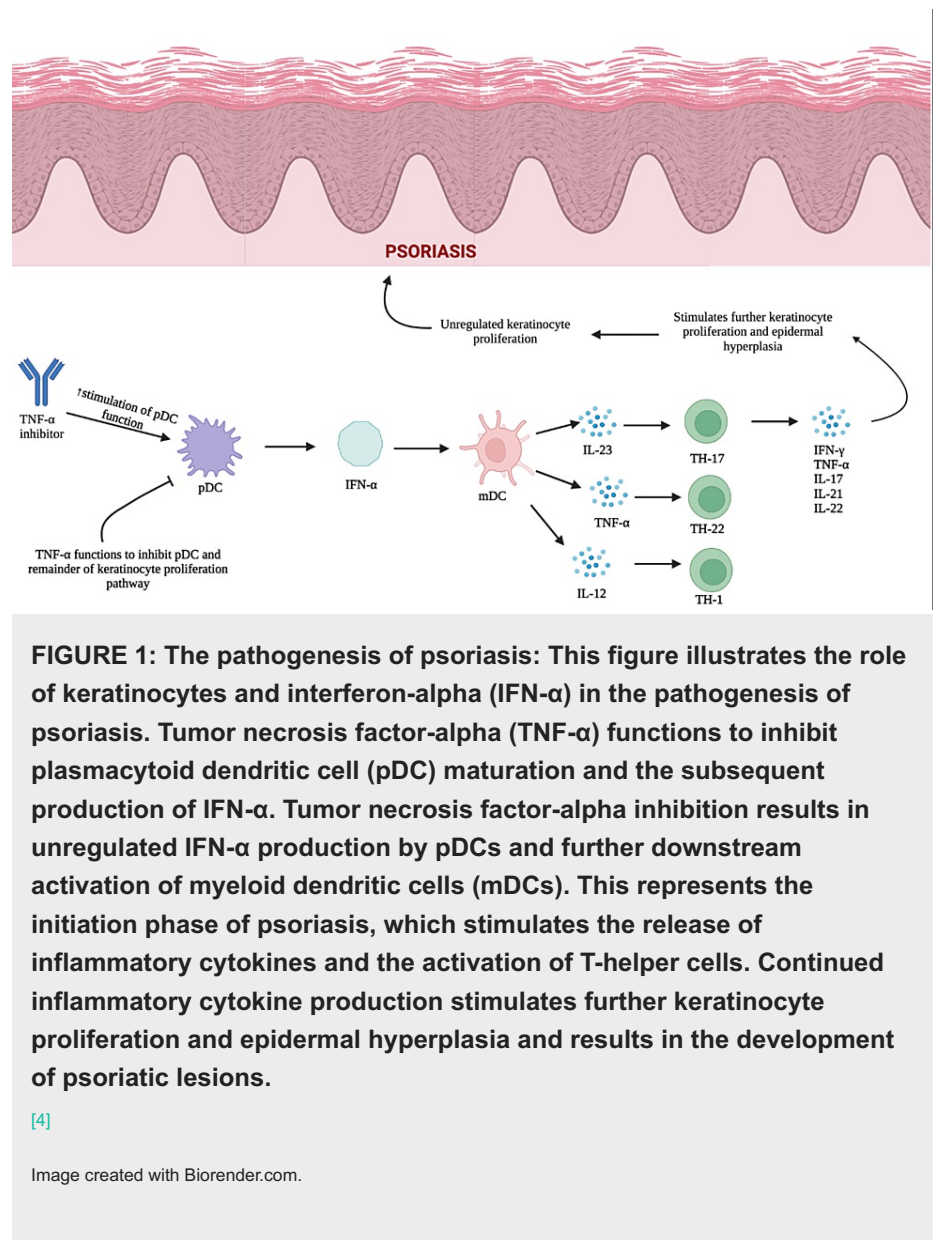 PSORIASIS
Unregulated keratinocyte
proliferation
Stimulates further keratinocyte
proliferation and epidermal
hyperplasia
TNF-α
inhibitor
↑stimulation of pDC
function
pDC
IFN-α
mDC
IL-23
TH-17
IFN-γ
TNF-α
IL-17
IL-21
IL-22
TNF-α
TH-22
IL-12
TH-1
TNF-α functions to inhibit pDC and
remainder of keratinocyte proliferation
pathway
FIGURE 1: The pathogenesis of psoriasis: This figure illustrates the role
of keratinocytes and interferon-alpha (IFN-α) in the pathogenesis of
psoriasis. Tumor necrosis factor-alpha (TNF-α) functions to inhibit
plasmacytoid dendritic cell (pDC) maturation and the subsequent
production of IFN-α. Tumor necrosis factor-alpha inhibition results in
unregulated IFN-α production by pDCs and further downstream
activation of myeloid dendritic cells (mDCs). This represents the
initiation phase of psoriasis, which stimulates the release of
inflammatory cytokines and the activation of T-helper cells. Continued
inflammatory cytokine production stimulates further keratinocyte
proliferation and epidermal hyperplasia and results in the development
of psoriatic lesions.
[4]
Image created with Biorender.com.